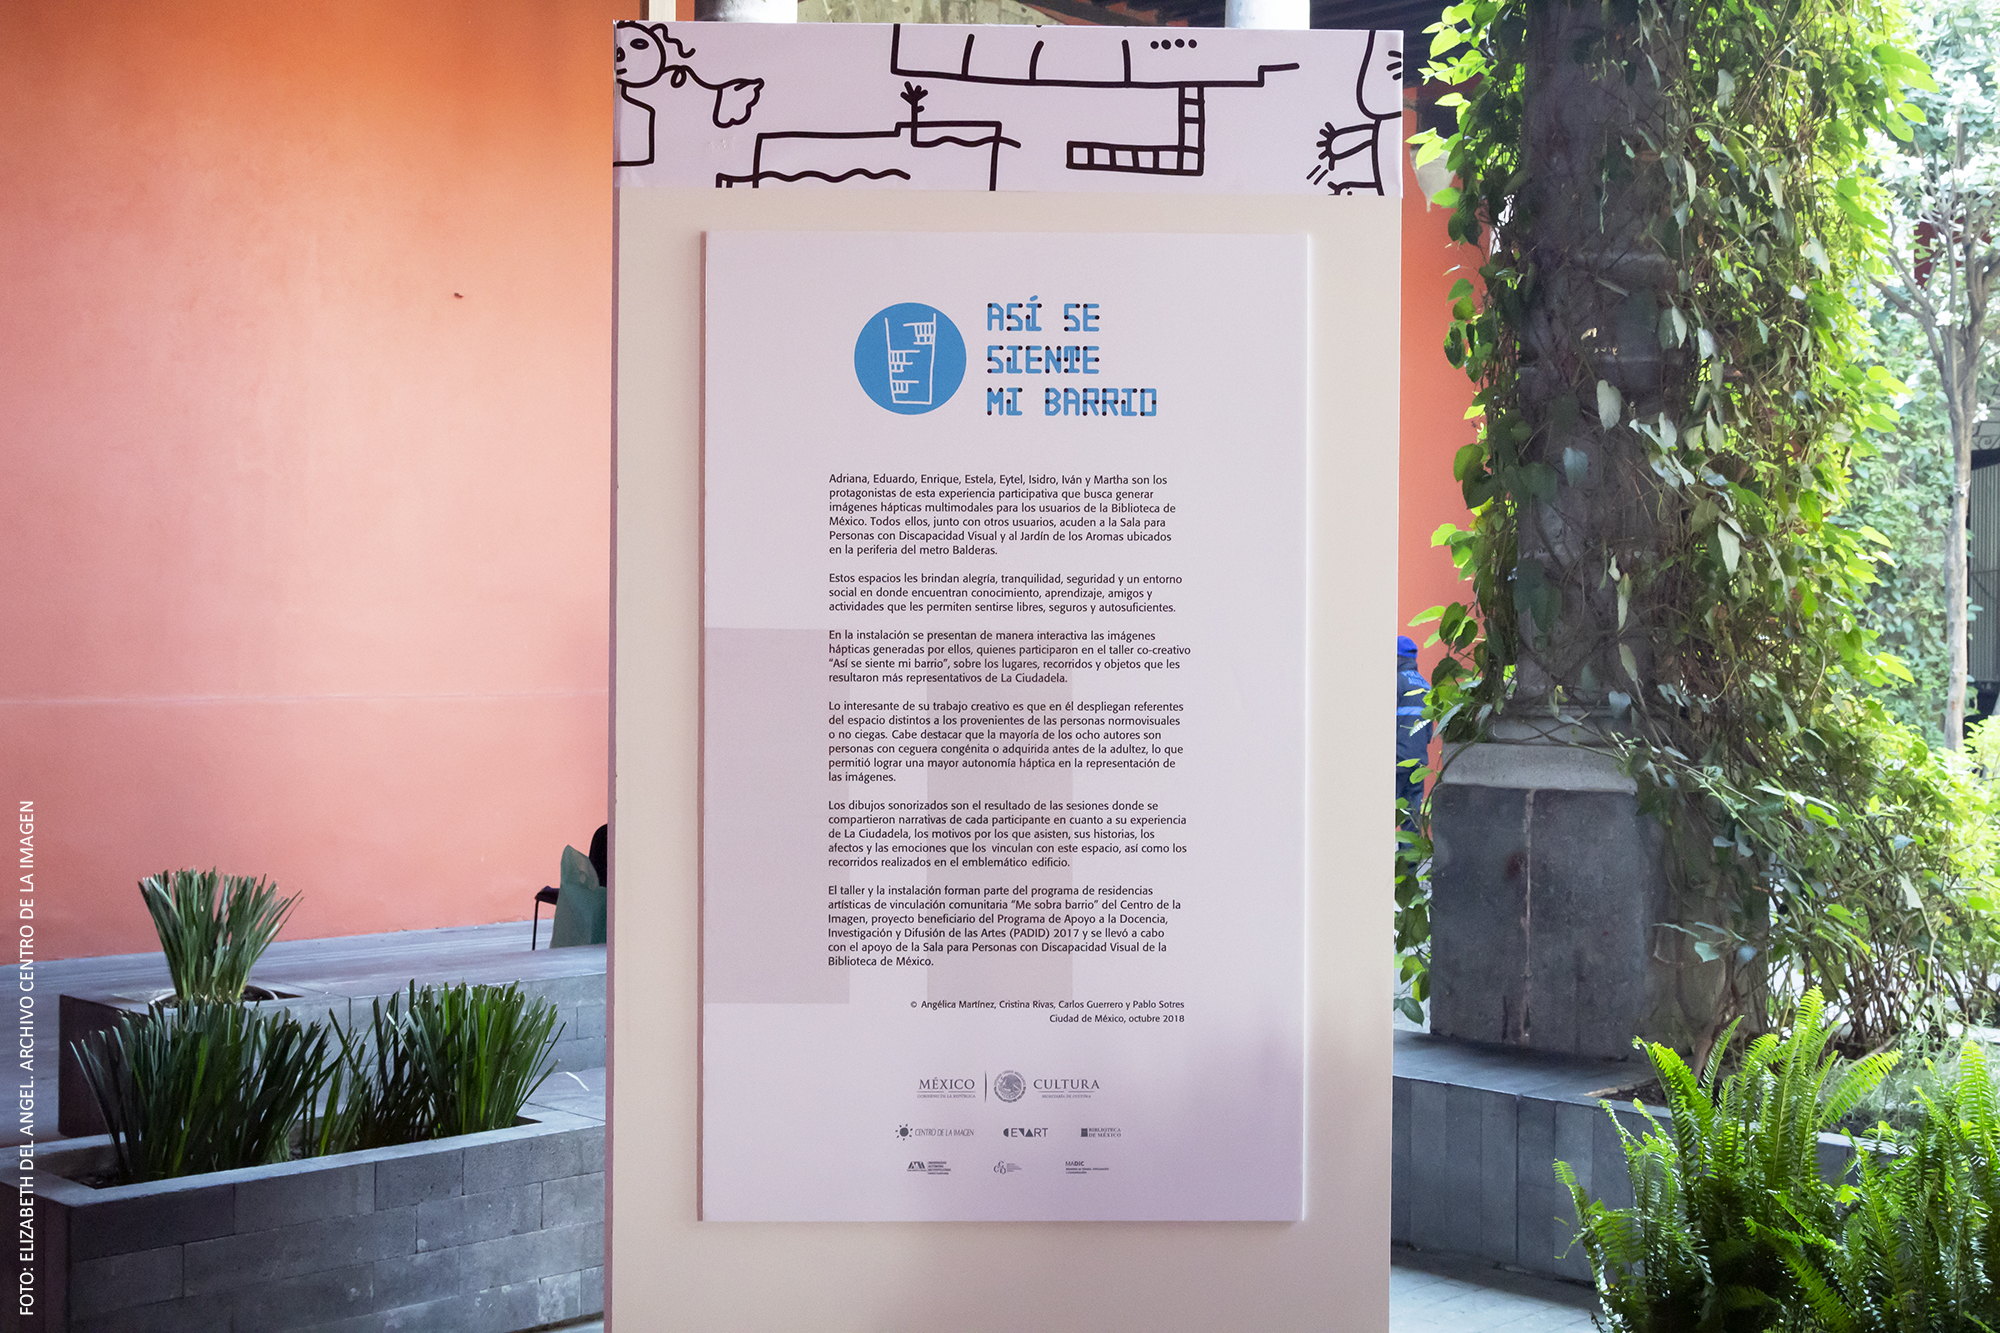 ASÍ SE
SIENTE
MI BARRIO
Adriana, Eduardo, Enrique, Estela, Eytel, Isidro, Iván y Martha son los
protagonistas de esta experiencia participativa que busca generar
imágenes hápticas multimodales para los usuarios de la Biblioteca de
México. Todos ellos, junto con otros usuarios, acuden a la Sala para
Personas con Discapacidad Visual y al Jardín de los Aromas ubicados
en la periferia del metro Balderas.
Estos espacios les brindan alegría, tranquilidad, seguridad y un entorno
social en donde encuentran conocimiento, aprendizaje, amigos y
actividades que les permiten sentirse libres, seguros y autosuficientes.
En la instalación se presentan de manera interactiva las imágenes
hápticas generadas por ellos, quienes participaron en el taller co-creativo
“Así se siente mi barrio”, sobre los lugares, recorridos y objetos que les
resultaron más representativos de La Ciudadela.
Lo interesante de su trabajo creativo es que en él despliegan referentes
del espacio distintos a los provenientes de las personas normovisuales
o no ciegas. Cabe destacar que la mayoría de los ocho autores son
personas con ceguera congénita o adquirida antes de la adultez, lo que
permitió lograr una mayor autonomía háptica en la representación de
las imágenes.
Los dibujos sonorizados son el resultado de las sesiones donde se
compartieron narrativas de cada participante en cuanto a su experiencia
de La Ciudadela, los motivos por los que asisten, sus historias, los
afectos y las emociones que los vinculan con este espacio, así como los
recorridos realizados en el emblemático edificio.
El taller y la instalación forman parte del programa de residencias
artísticas de vinculación comunitaria “Me sobra barrio” del Centro de la
Imagen, proyecto beneficiario del Programa de Apoyo a la Docencia,
Investigación y Difusión de las Artes (PADID) 2017 y se llevó a cabo
con el apoyo de la Sala para Personas con Discapacidad Visual de la
Biblioteca de México.
© Angélica Martínez, Cristina Rivas, Carlos Guerrero y Pablo Sotres
Ciudad de México, octubre 2018
MÉXICO
GOBIERNO DE LA REPÚBLICA
CULTURA
SECRETARÍA DE CULTURA
CENTRO DE LA IMAGEN
CENART
BIBLIOTECA
DE MÉXICO
MADIC
FOTO: ELIZABETH DEL ANGEL. ARCHIVO CENTRO DE LA IMAGEN